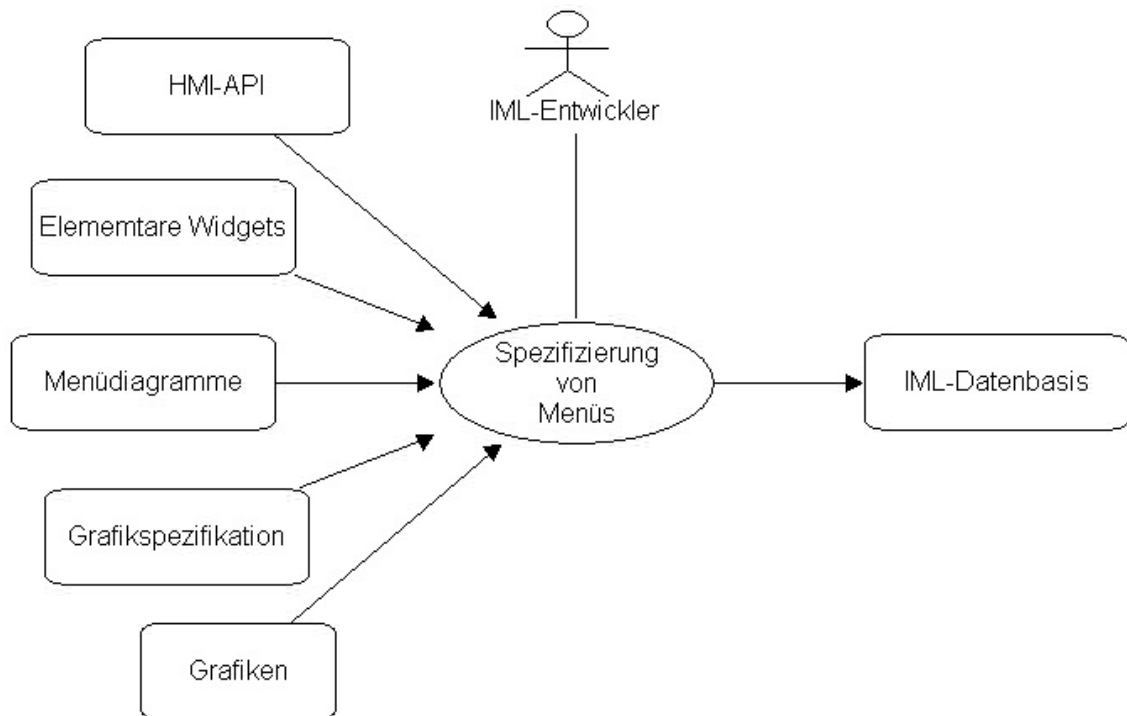 HMI-API
IML-Entwickler
Elememtare Widgets
Menüdiagramme
Spezifizierung
von
Menüs
IML-Datenbasis
Grafikspezifikation
Grafiken